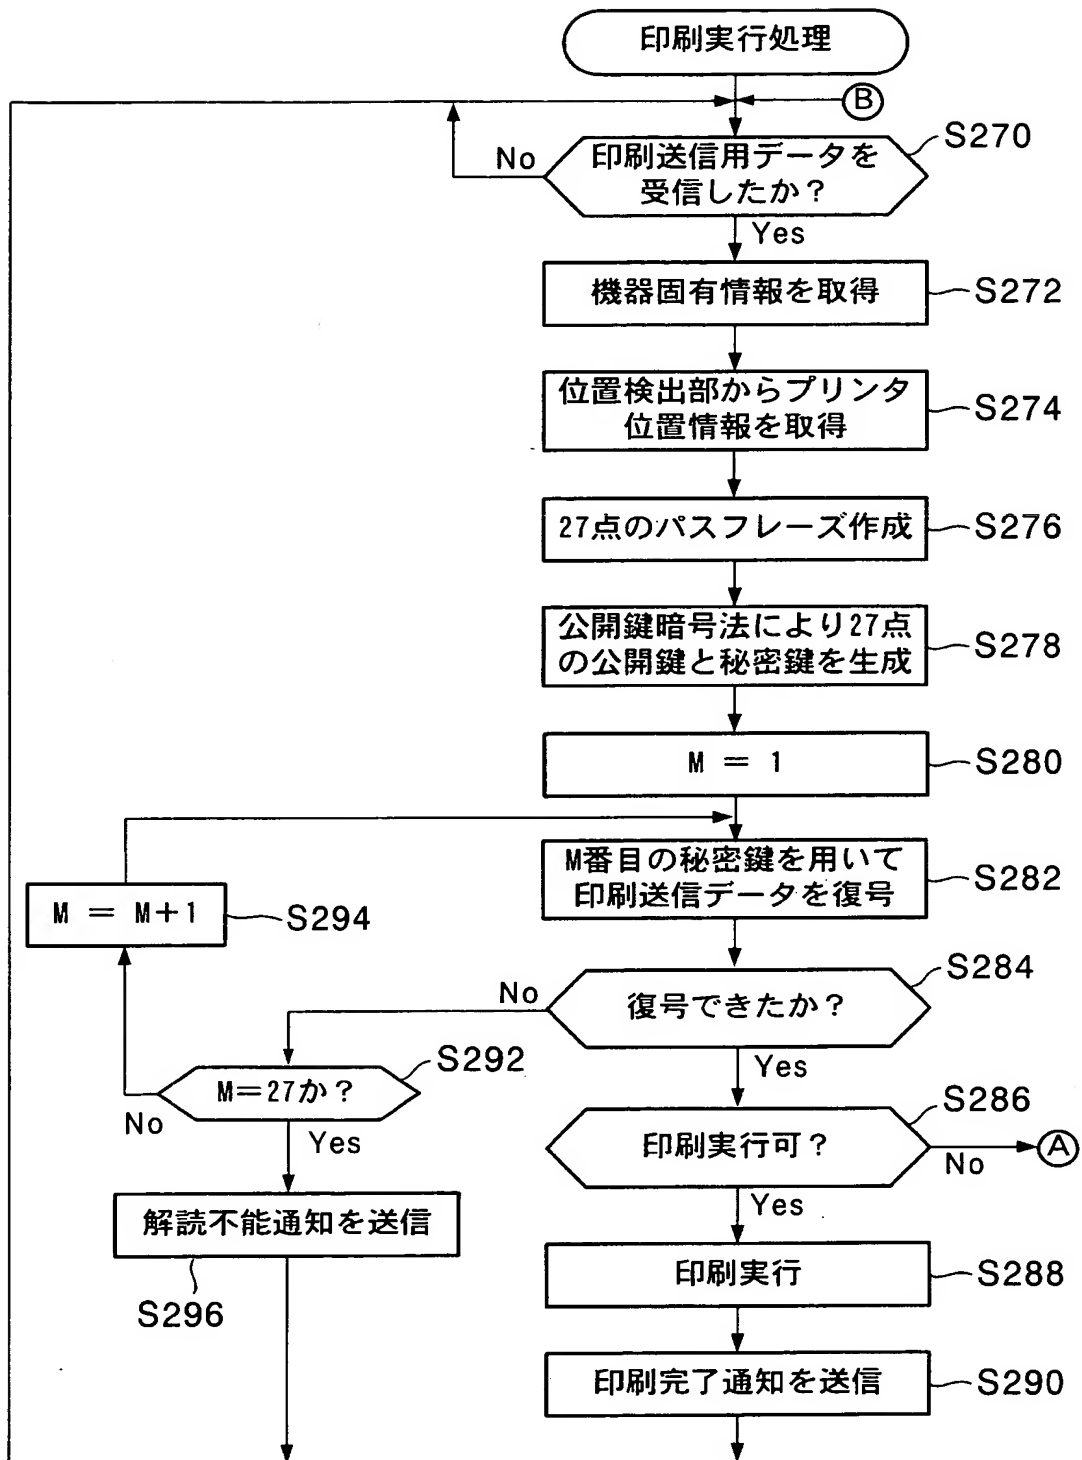 印刷実行処理
B
印刷送信用データを
受信したか？
S270
No
Yes
機器固有情報を取得
S272
位置検出部からプリンタ
位置情報を取得
S274
27点のパスフレーズ作成
S276
公開鍵暗号法により27点
の公開鍵と秘密鍵を生成
S278
M = 1
S280
M番目の秘密鍵を用いて
印刷送信データを復号
S282
M = M+1
S294
復号できたか？
S284
No
Yes
M=27か？
S292
No
Yes
印刷実行可？
S286
No
A
Yes
解読不能通知を送信
S296
印刷実行
S288
印刷完了通知を送信
S290